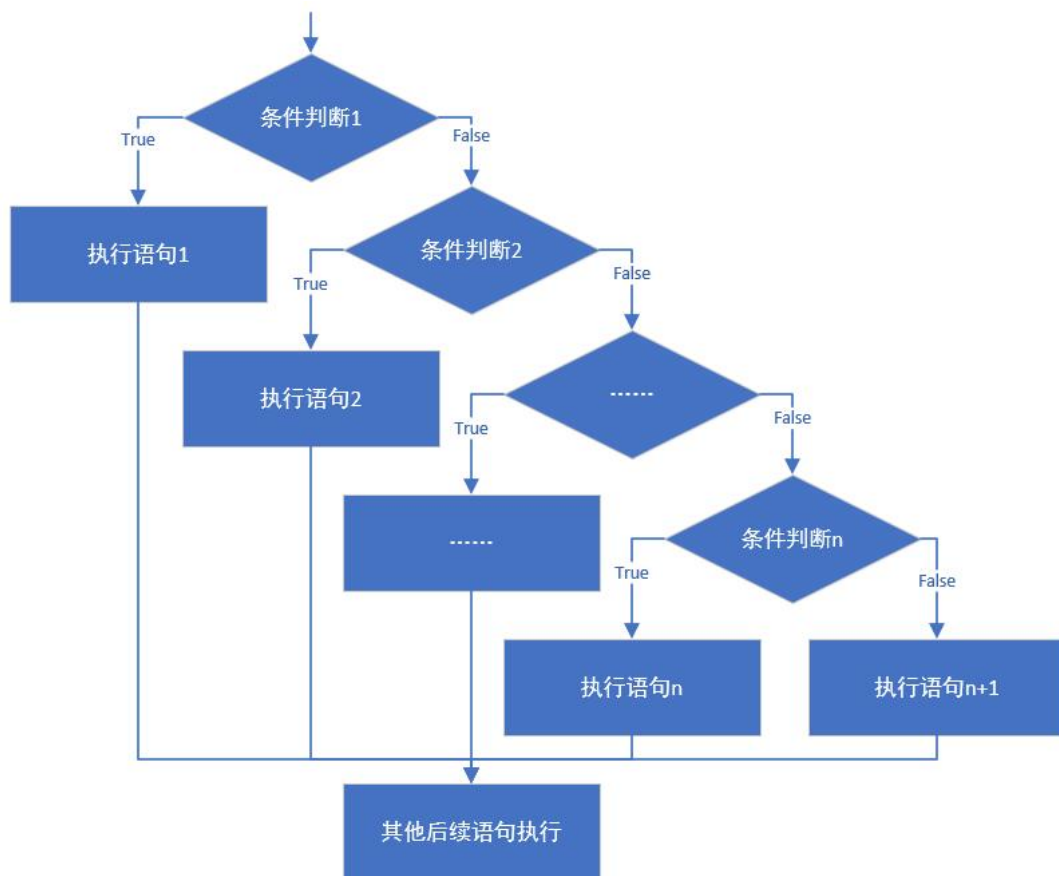 条件判断1
True
False
执行语句1
条件判断2
True
False
执行语句2
------
True
False
------
条件判断n
True
False
执行语句n
执行语句n+1
其他后续语句执行